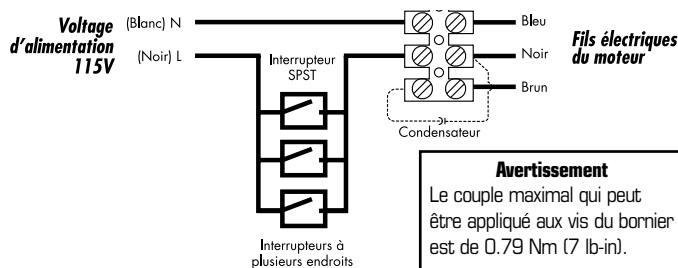 Voltage
d'alimentation
115V
(Blanc) N
(Noir) L
Interrupteur
SPST
Interrupteurs à
plusieurs endroits
Bleu
Noir
Brun
Fils électriques
du moteur
Condensateur
Avertissement
Le couple maximal qui peut
être appliqué aux vis du bornier
est de 0.79 Nm (7 lb-in).